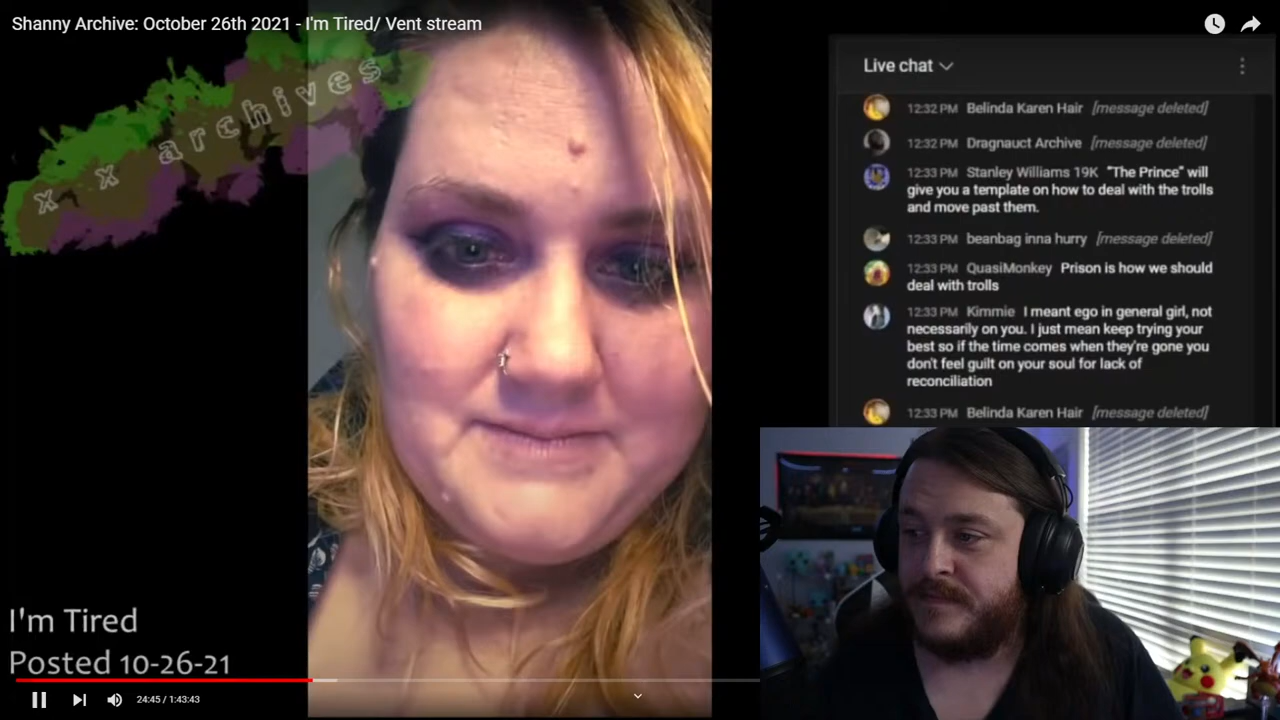 Shanny Archive: October 26th 2021 - I'm Tired/ Vent stream
x x archives
Live chat
12:32 PM Belinda Karen Hair [message deleted]
12:32 PM Dragnauct Archive [message deleted]
12:33 PM Stanley Williams 19K "The Prince" will
give you a template on how to deal with the trolls
and move past them.
12:33 PM beanbag inna hurry [message deleted]
12:33 PM QuasiMonkey Prison is how we should
deal with trolls
12:33 PM Kimmie I meant ego in general girl, not
necessarily on you. I just mean keep trying your
best so if the time comes when they're gone you
don't feel guilt on your soul for lack of
reconciliation
12:33 PM Belinda Karen Hair [message deleted]
I'm Tired
Posted 10-26-21
24:45 / 1:43:43